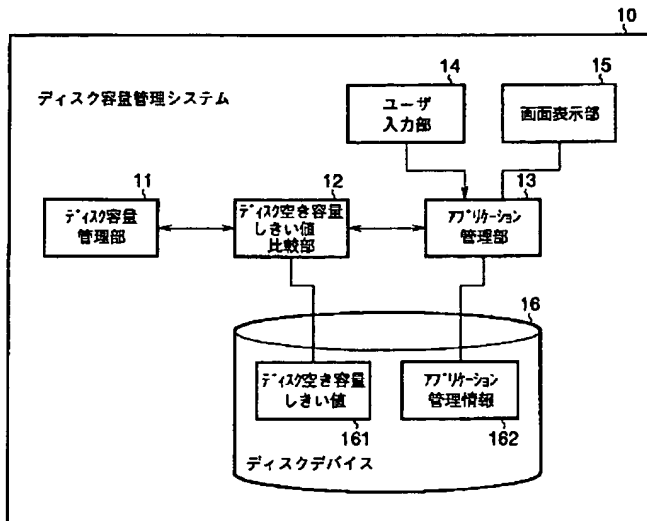 10
ディスク容量管理システム
14
ユーザ
入力部
15
画面表示部
11
ディスク容量
管理部
12
ディスク空き容量
しきい値
比較部
13
アプリケーション
管理部
16
ディスク空き容量
しきい値
161
アプリケーション
管理情報
162
ディスクデバイス